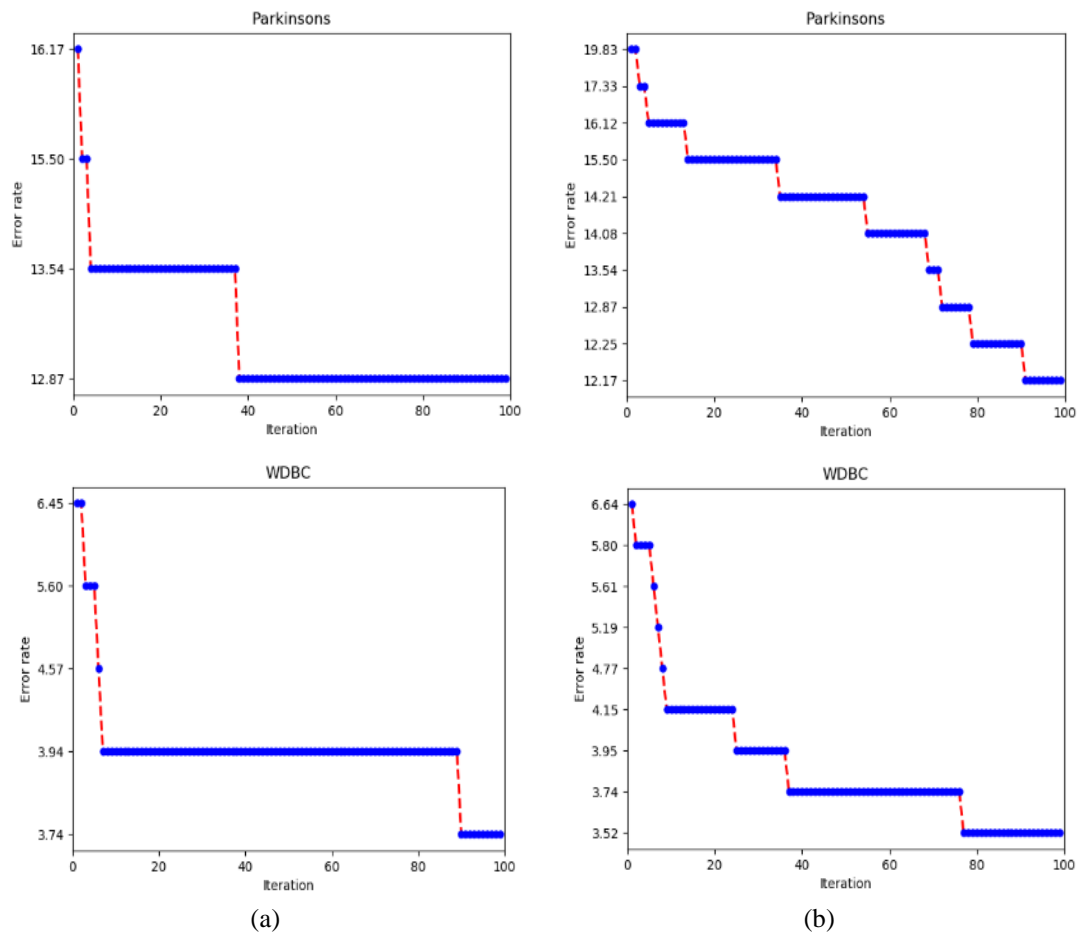 Parkinsons
16.17
15.50
13.54
12.87
Error rate
0 20 40 60 80 100
Iteration
Parkinsons
19.83
17.33
16.12
15.50
14.21
14.08
13.54
12.87
12.25
12.17
Error rate
0 20 40 60 80 100
Iteration
WDBC
6.45
5.60
4.57
3.94
3.74
Error rate
0 20 40 60 80 100
Iteration
(a)
WDBC
6.64
5.80
5.61
5.19
4.77
4.15
3.95
3.74
3.52
Error rate
0 20 40 60 80 100
Iteration
(b)